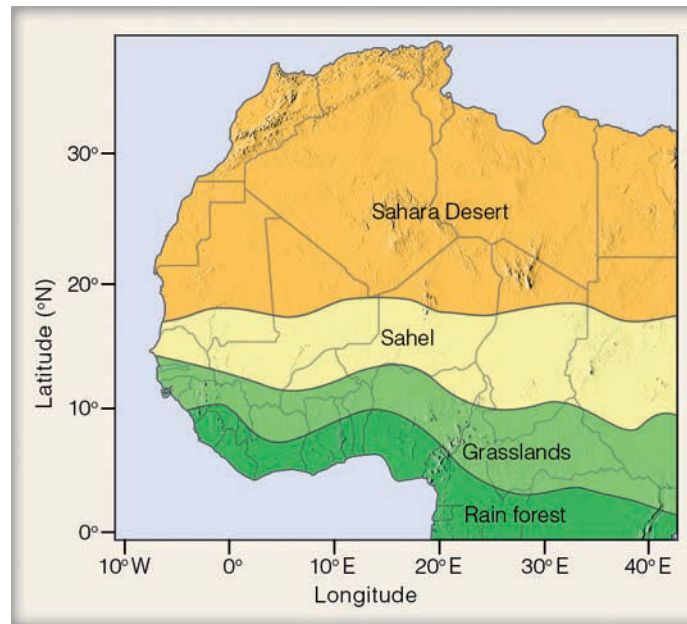 30°
Sahara Desert
20°
Latitude (°N)
Sahel
10°
Grasslands
Rain forest
0°
10°W
0°
10°E
20°E
30°E
40°E
Longitude